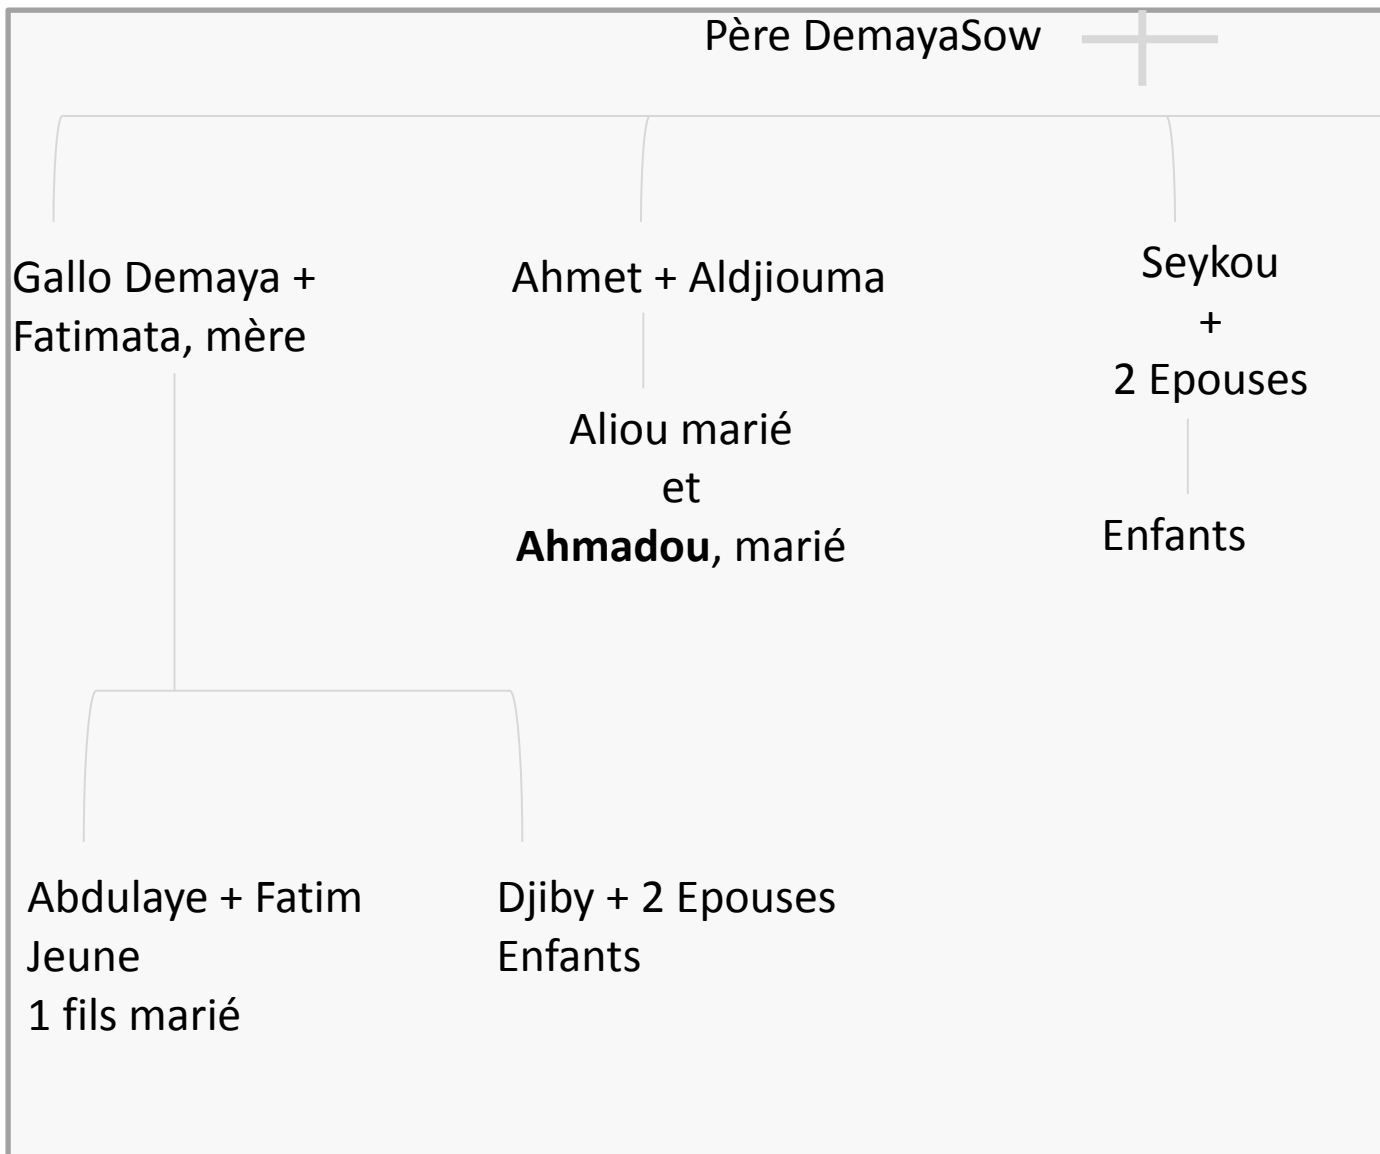 Père DemayaSow
Gallo Demaya +
Fatimata, mère
Ahmet + Aldjiouma
Aliou marié
et
Ahmadou, marié
Seykou
+
2 Epouses
Enfants
Abdulaye + Fatim
Jeune
1 fils marié
Djiby + 2 Epouses
Enfants